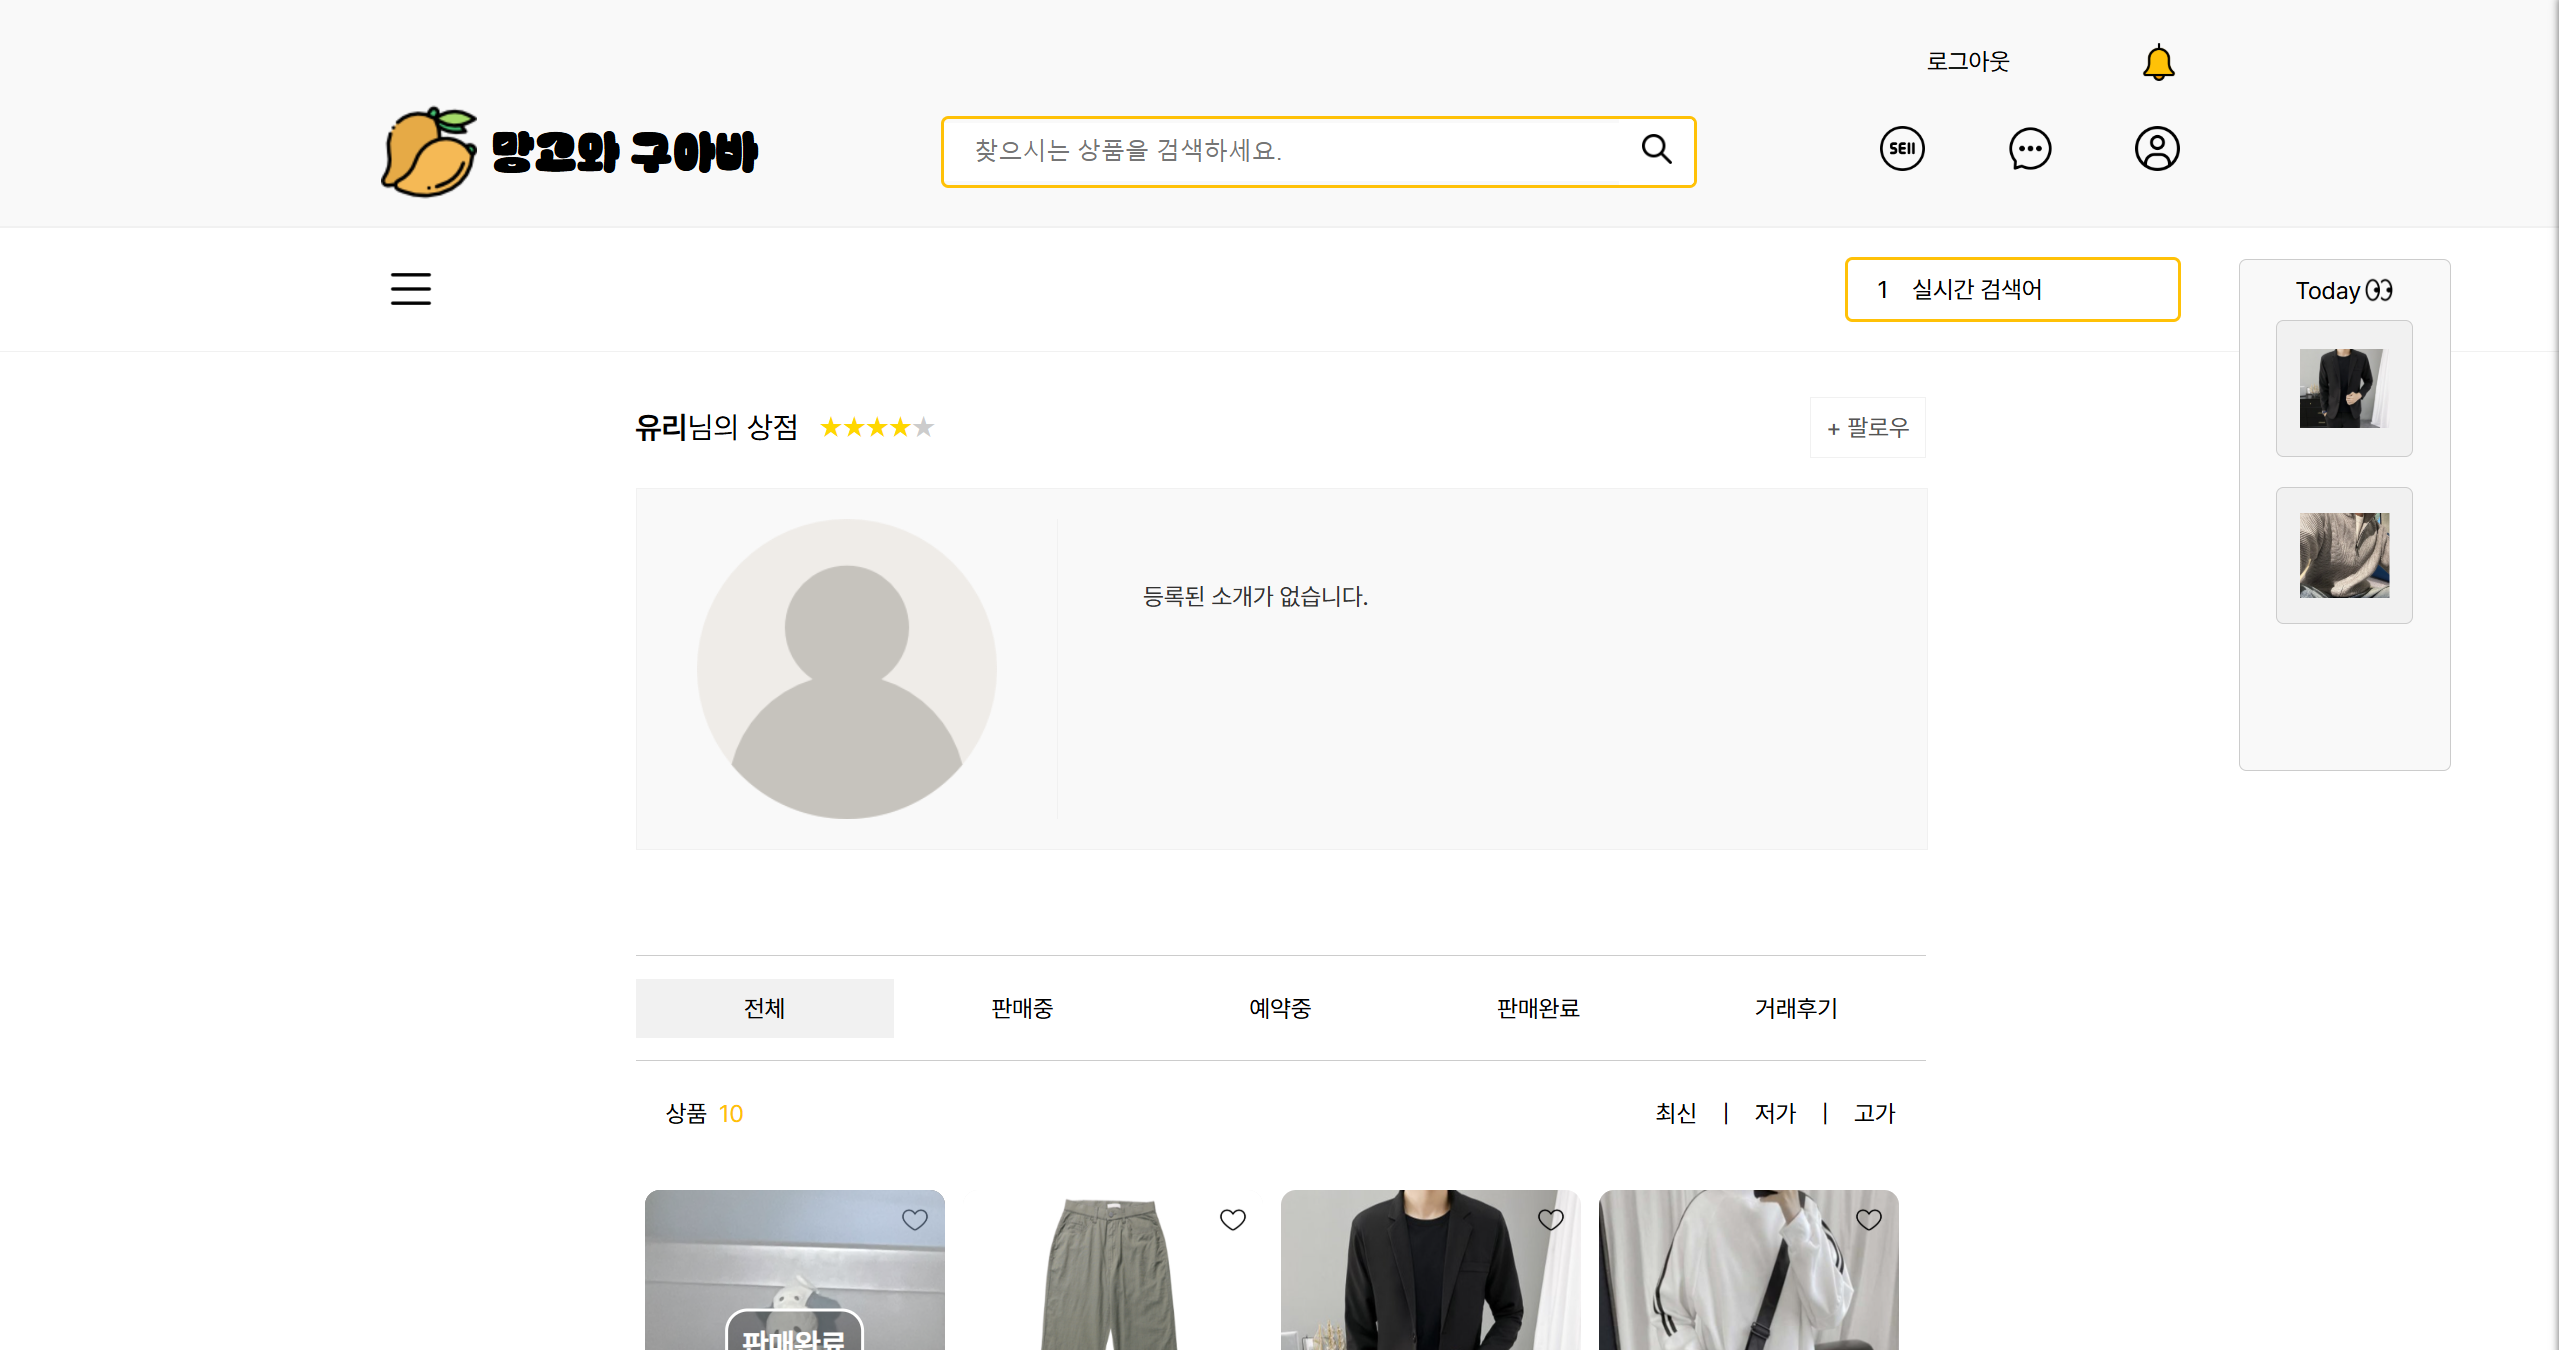 로그아웃
망고와 구아바
찾으시는 상품을 검색하세요.
SEll
1 실시간 검색어
Today
유리님의 상점 ★★★★★
+ 팔로우
등록된 소개가 없습니다.
전체 판매중 예약중 판매완료 거래후기
상품 10
최신 | 저가 | 고가
판매완료